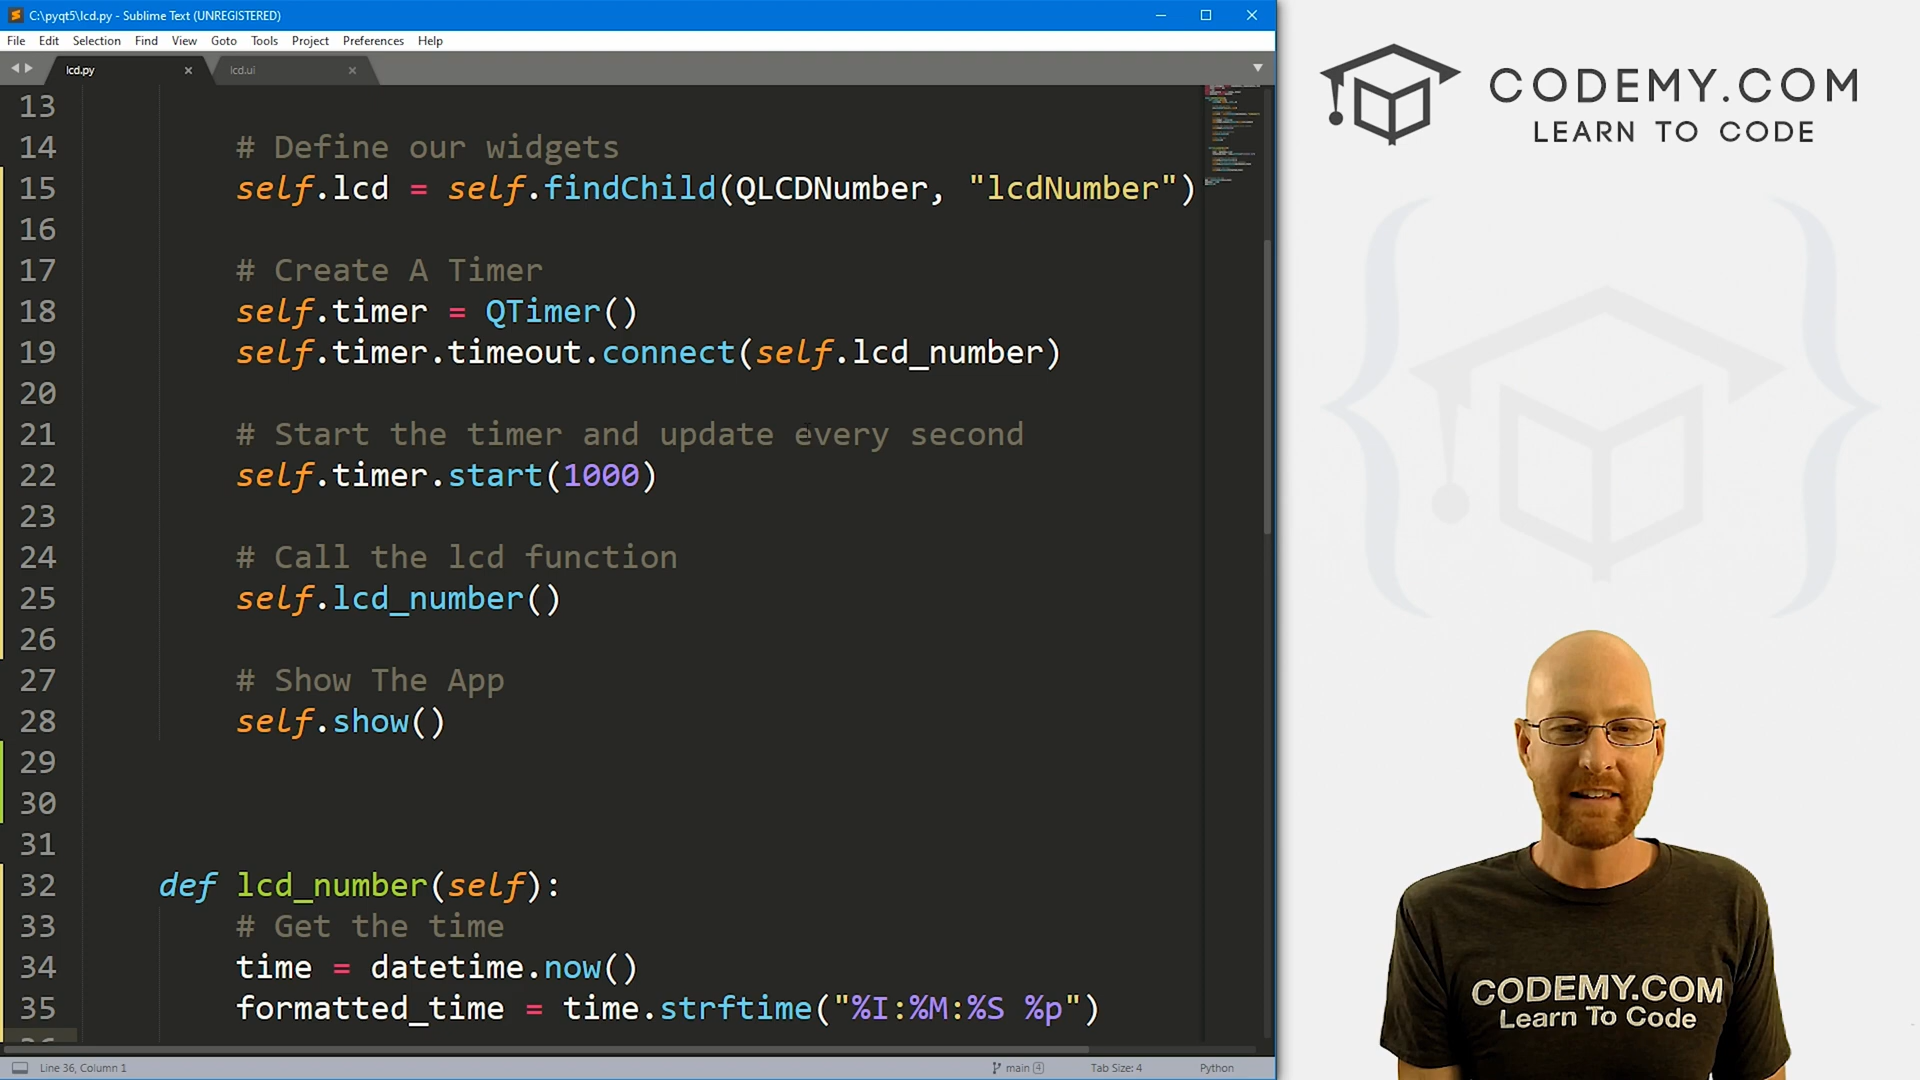 C:\pyqt5\lcd.py - Sublime Text (UNREGISTERED)
File Edit Selection Find View Goto Tools Project Preferences Help
lcd.py lcd.ui
13
14 # Define our widgets
15 self.lcd = self.findChild(QLCDNumber, "lcdNumber")
16
17 # Create A Timer
18 self.timer = QTimer()
19 self.timer.timeout.connect(self.lcd_number)
20
21 # Start the timer and update every second
22 self.timer.start(1000)
23
24 # Call the lcd function
25 self.lcd_number()
26
27 # Show The App
28 self.show()
29
30
31
32 def lcd_number(self):
33 # Get the time
34 time = datetime.now()
35 formatted_time = time.strftime("%I:%M:%S %p")
Line 36, Column 1 main 4 Tab Size: 4 Python
CODEMY.COM
LEARN TO CODE
CODEMY.COM
Learn To Code